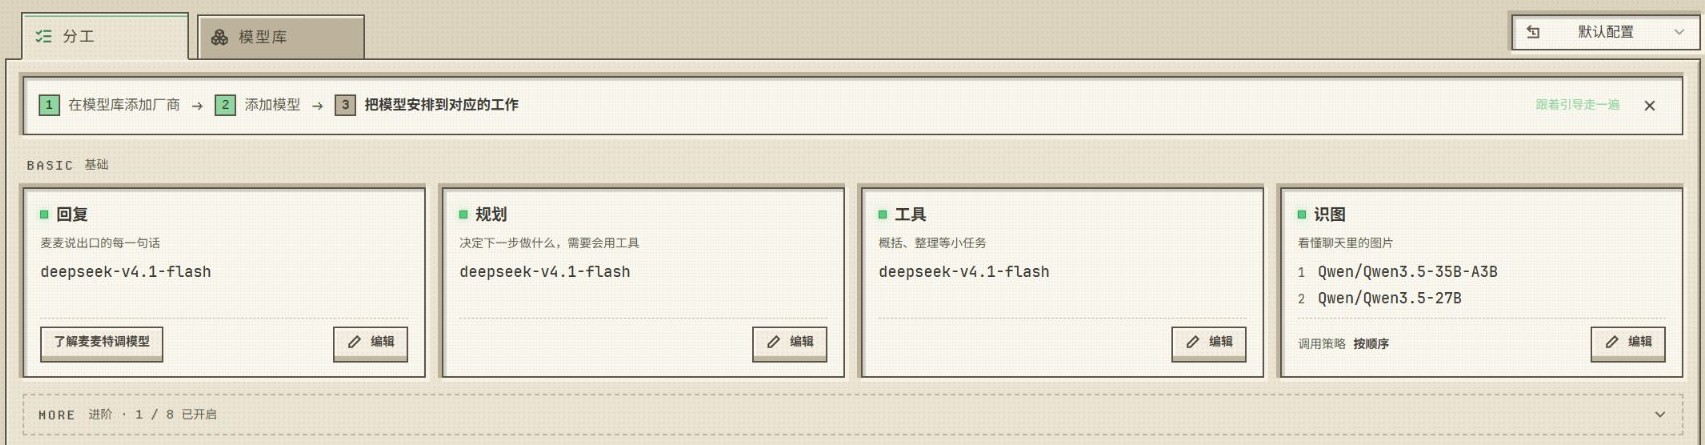 分工
模型库
默认配置
1 在模型库添加厂商 → 2 添加模型 → 3 把模型安排到对应的工作
跟着引导走一遍 ×
BASIC 基础
回复
麦麦说出口的每一句话
deepseek-v4.1-flash
了解麦麦特调模型
编辑
规划
决定下一步做什么，需要会用工具
deepseek-v4.1-flash
编辑
工具
概括、整理等小任务
deepseek-v4.1-flash
编辑
识图
看懂聊天里的图片
1 Qwen/Qwen3.5-35B-A3B
2 Qwen/Qwen3.5-27B
调用策略 按顺序
编辑
MORE 进阶 · 1 / 8 已开启